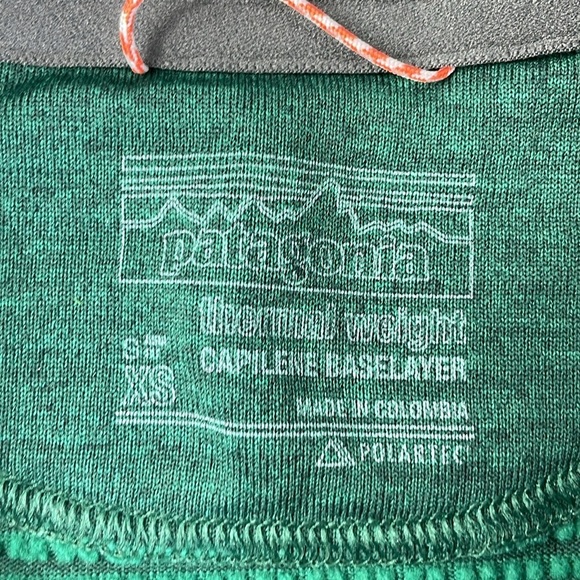 patagonia
thermal weight
CAPILENE BASELAYER
XS
MADE IN COLOMBIA
POLARTEC